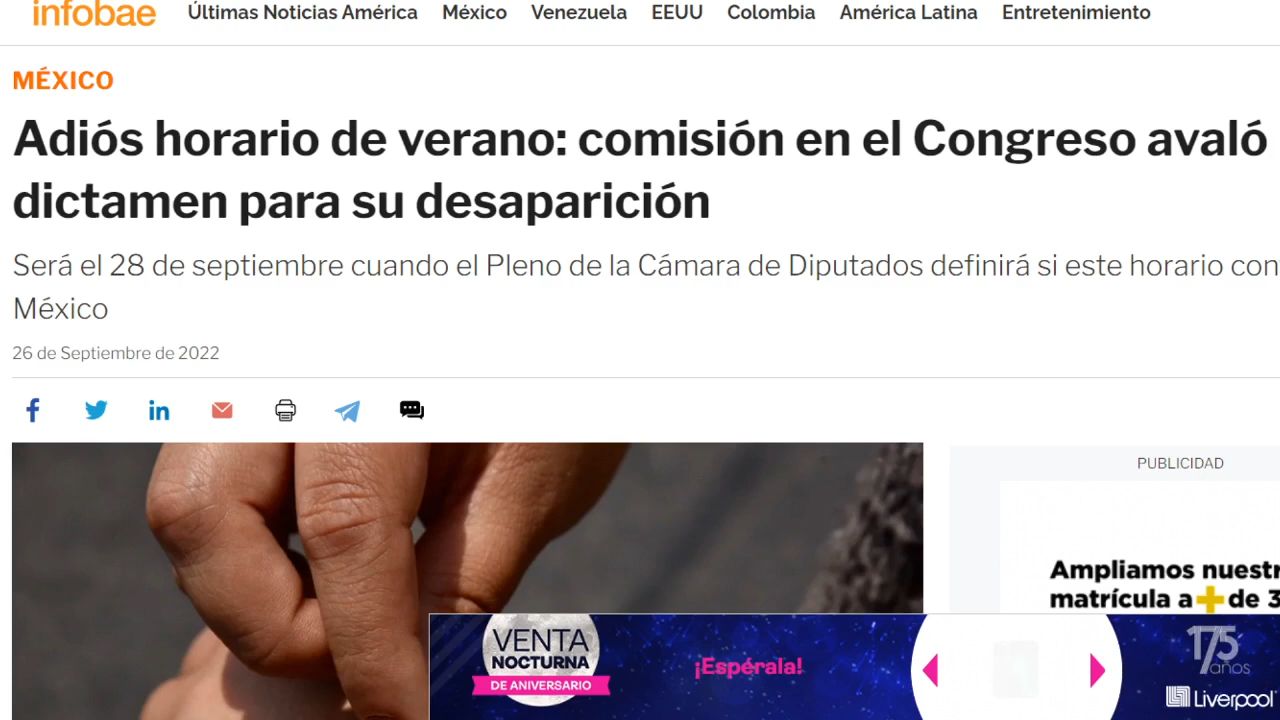 infobae
Últimas Noticias América México Venezuela EEUU Colombia América Latina Entretenimiento
MÉXICO
Adiós horario de verano: comisión en el Congreso avaló
dictamen para su desaparición
Será el 28 de septiembre cuando el Pleno de la Cámara de Diputados definirá si este horario
México
26 de Septiembre de 2022
PUBLICIDAD
Ampliamos
matrícula a + de 3
VENTA
NOCTURNA
DE ANIVERSARIO
¡Espérala!
175
años
Liverpool